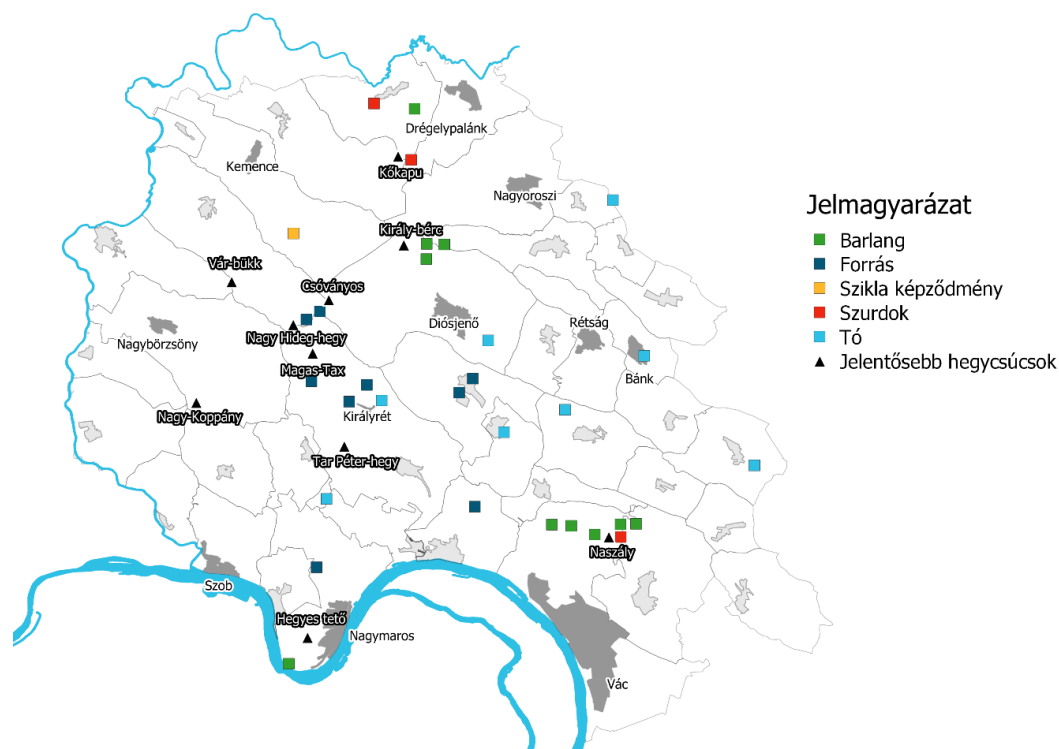 Drégelypalánk
Kemence
Kőkapu
Nagyoroszi
Király-bérc
Vár-bükk
Csóványos
Nagybörzsöny
Nagy Hideg-hegy
Diósjenő
Rétság
Magas-Tax
Bánk
Nagy-Koppány
Királyrét
Tar Péter-hegy
Naszály
Szob
Hegyes tető
Nagymaros
Vác
Jelmagyarázat
Barlang
Forrás
Szikla képződmény
Szurdok
Tó
Jelentősebb hegycsúcsok